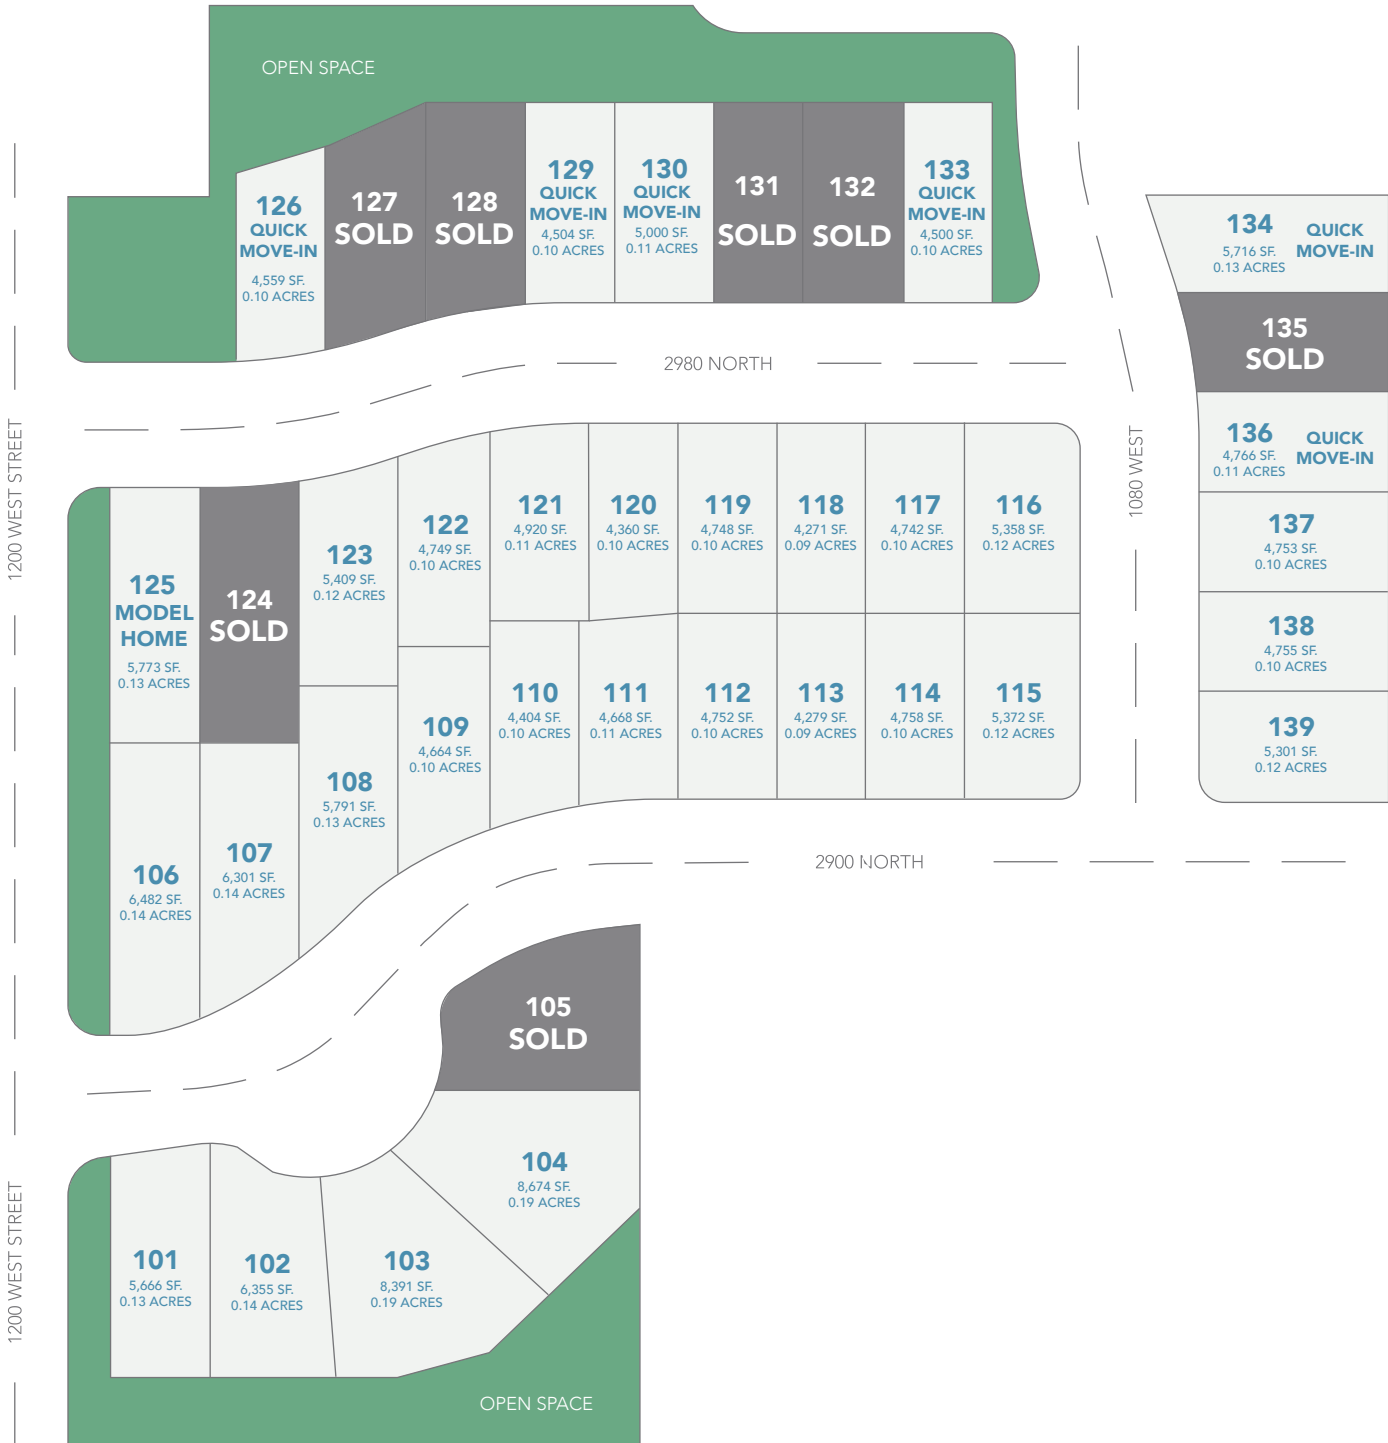 OPEN SPACE
126
QUICK
MOVE-IN
4,559 SF.
0.10 ACRES
127
SOLD
128
SOLD
129
QUICK
MOVE-IN
4,504 SF.
0.10 ACRES
130
QUICK
MOVE-IN
5,000 SF.
0.11 ACRES
131
SOLD
132
SOLD
133
QUICK
MOVE-IN
4,500 SF.
0.10 ACRES
134
5,716 SF.
0.13 ACRES
QUICK
MOVE-IN
135
SOLD
136
4,766 SF.
0.11 ACRES
QUICK
MOVE-IN
137
4,753 SF.
0.10 ACRES
138
4,755 SF.
0.10 ACRES
139
5,301 SF.
0.12 ACRES
2980 NORTH
1200 WEST STREET
1080 WEST
125
MODEL
HOME
5,773 SF.
0.13 ACRES
124
SOLD
123
5,409 SF.
0.12 ACRES
122
4,749 SF.
0.10 ACRES
121
4,920 SF.
0.11 ACRES
120
4,360 SF.
0.10 ACRES
119
4,748 SF.
0.10 ACRES
118
4,271 SF.
0.09 ACRES
117
4,742 SF.
0.10 ACRES
116
5,358 SF.
0.12 ACRES
106
6,482 SF.
0.14 ACRES
107
6,301 SF.
0.14 ACRES
108
5,791 SF.
0.13 ACRES
109
4,664 SF.
0.10 ACRES
110
4,404 SF.
0.10 ACRES
111
4,668 SF.
0.11 ACRES
112
4,752 SF.
0.10 ACRES
113
4,279 SF.
0.09 ACRES
114
4,758 SF.
0.10 ACRES
115
5,372 SF.
0.12 ACRES
2900 NORTH
105
SOLD
104
8,674 SF.
0.19 ACRES
1200 WEST STREET
101
5,666 SF.
0.13 ACRES
102
6,355 SF.
0.14 ACRES
103
8,391 SF.
0.19 ACRES
OPEN SPACE